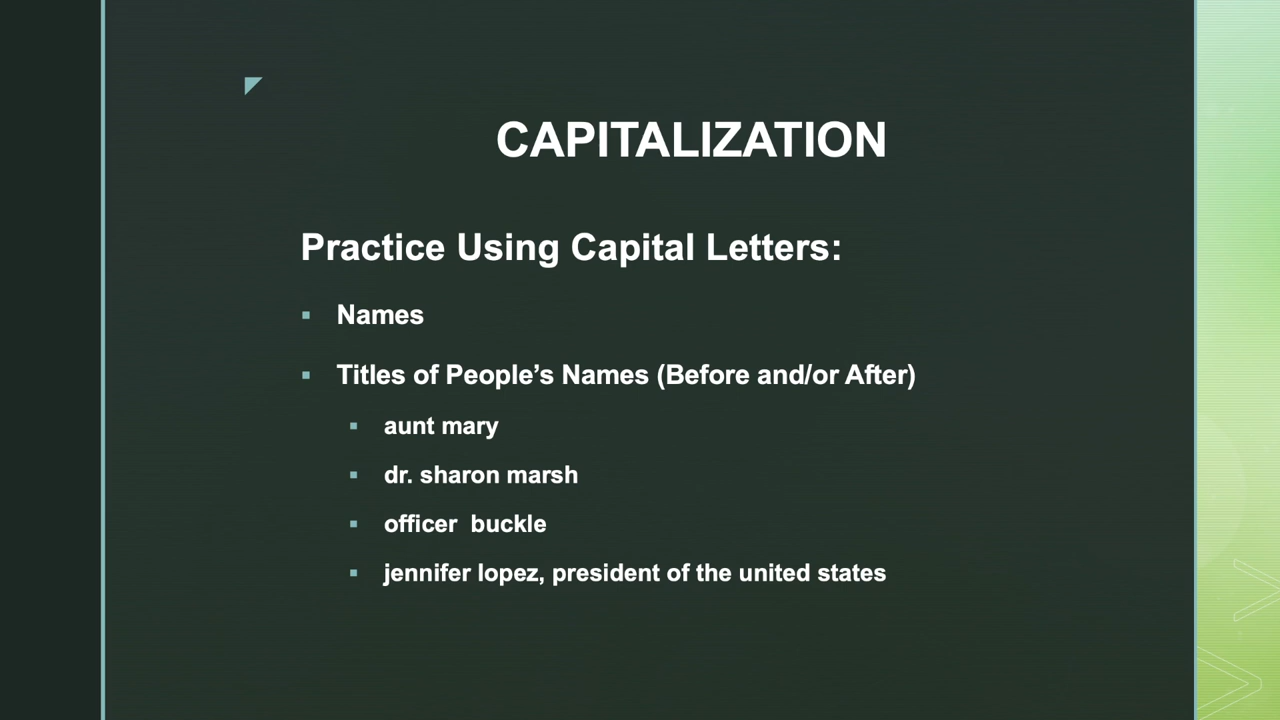 CAPITALIZATION
Practice Using Capital Letters:
Names
Titles of People’s Names (Before and/or After)
aunt mary
dr. sharon marsh
officer  buckle
jennifer lopez, president of the united states